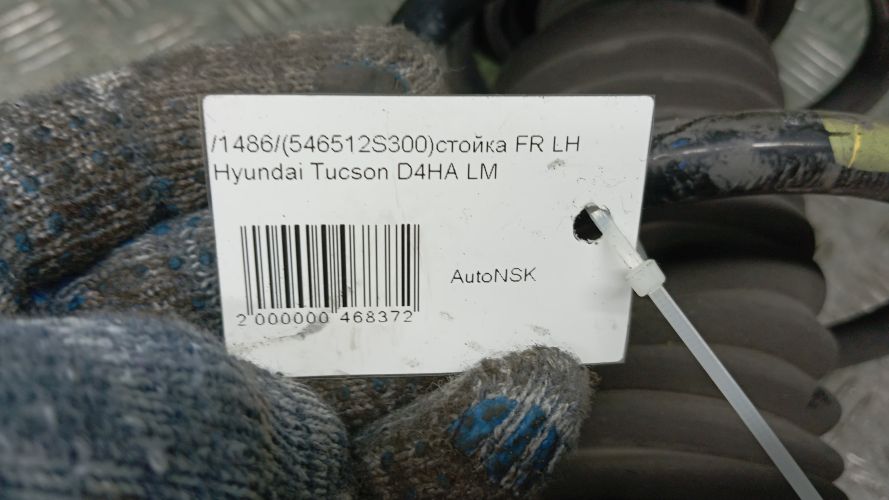 /1486/(546512S300)стойка FR LH
Hyundai Tucson D4HA LM
AutoNSK
2 000000 468372